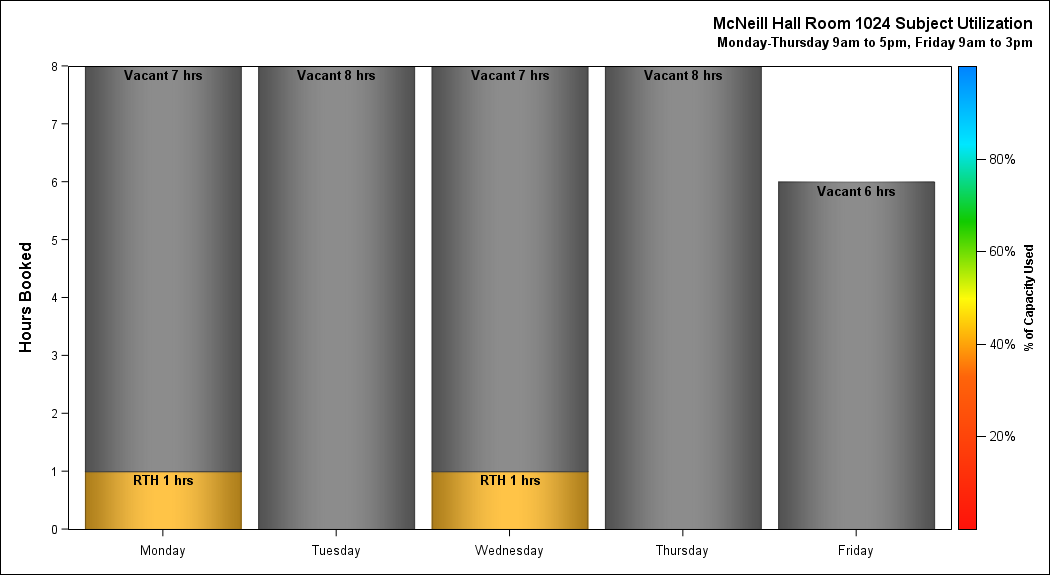 McNeill Hall Room 1024 Subject Utilization
Monday-Thursday 9am to 5pm, Friday 9am to 3pm
Hours Booked
8
7
6
5
4
3
2
1
0
Vacant 7 hrs
Vacant 8 hrs
Vacant 7 hrs
Vacant 8 hrs
Vacant 6 hrs
RTH 1 hrs
RTH 1 hrs
Monday
Tuesday
Wednesday
Thursday
Friday
80%
60%
40%
20%
% of Capacity Used